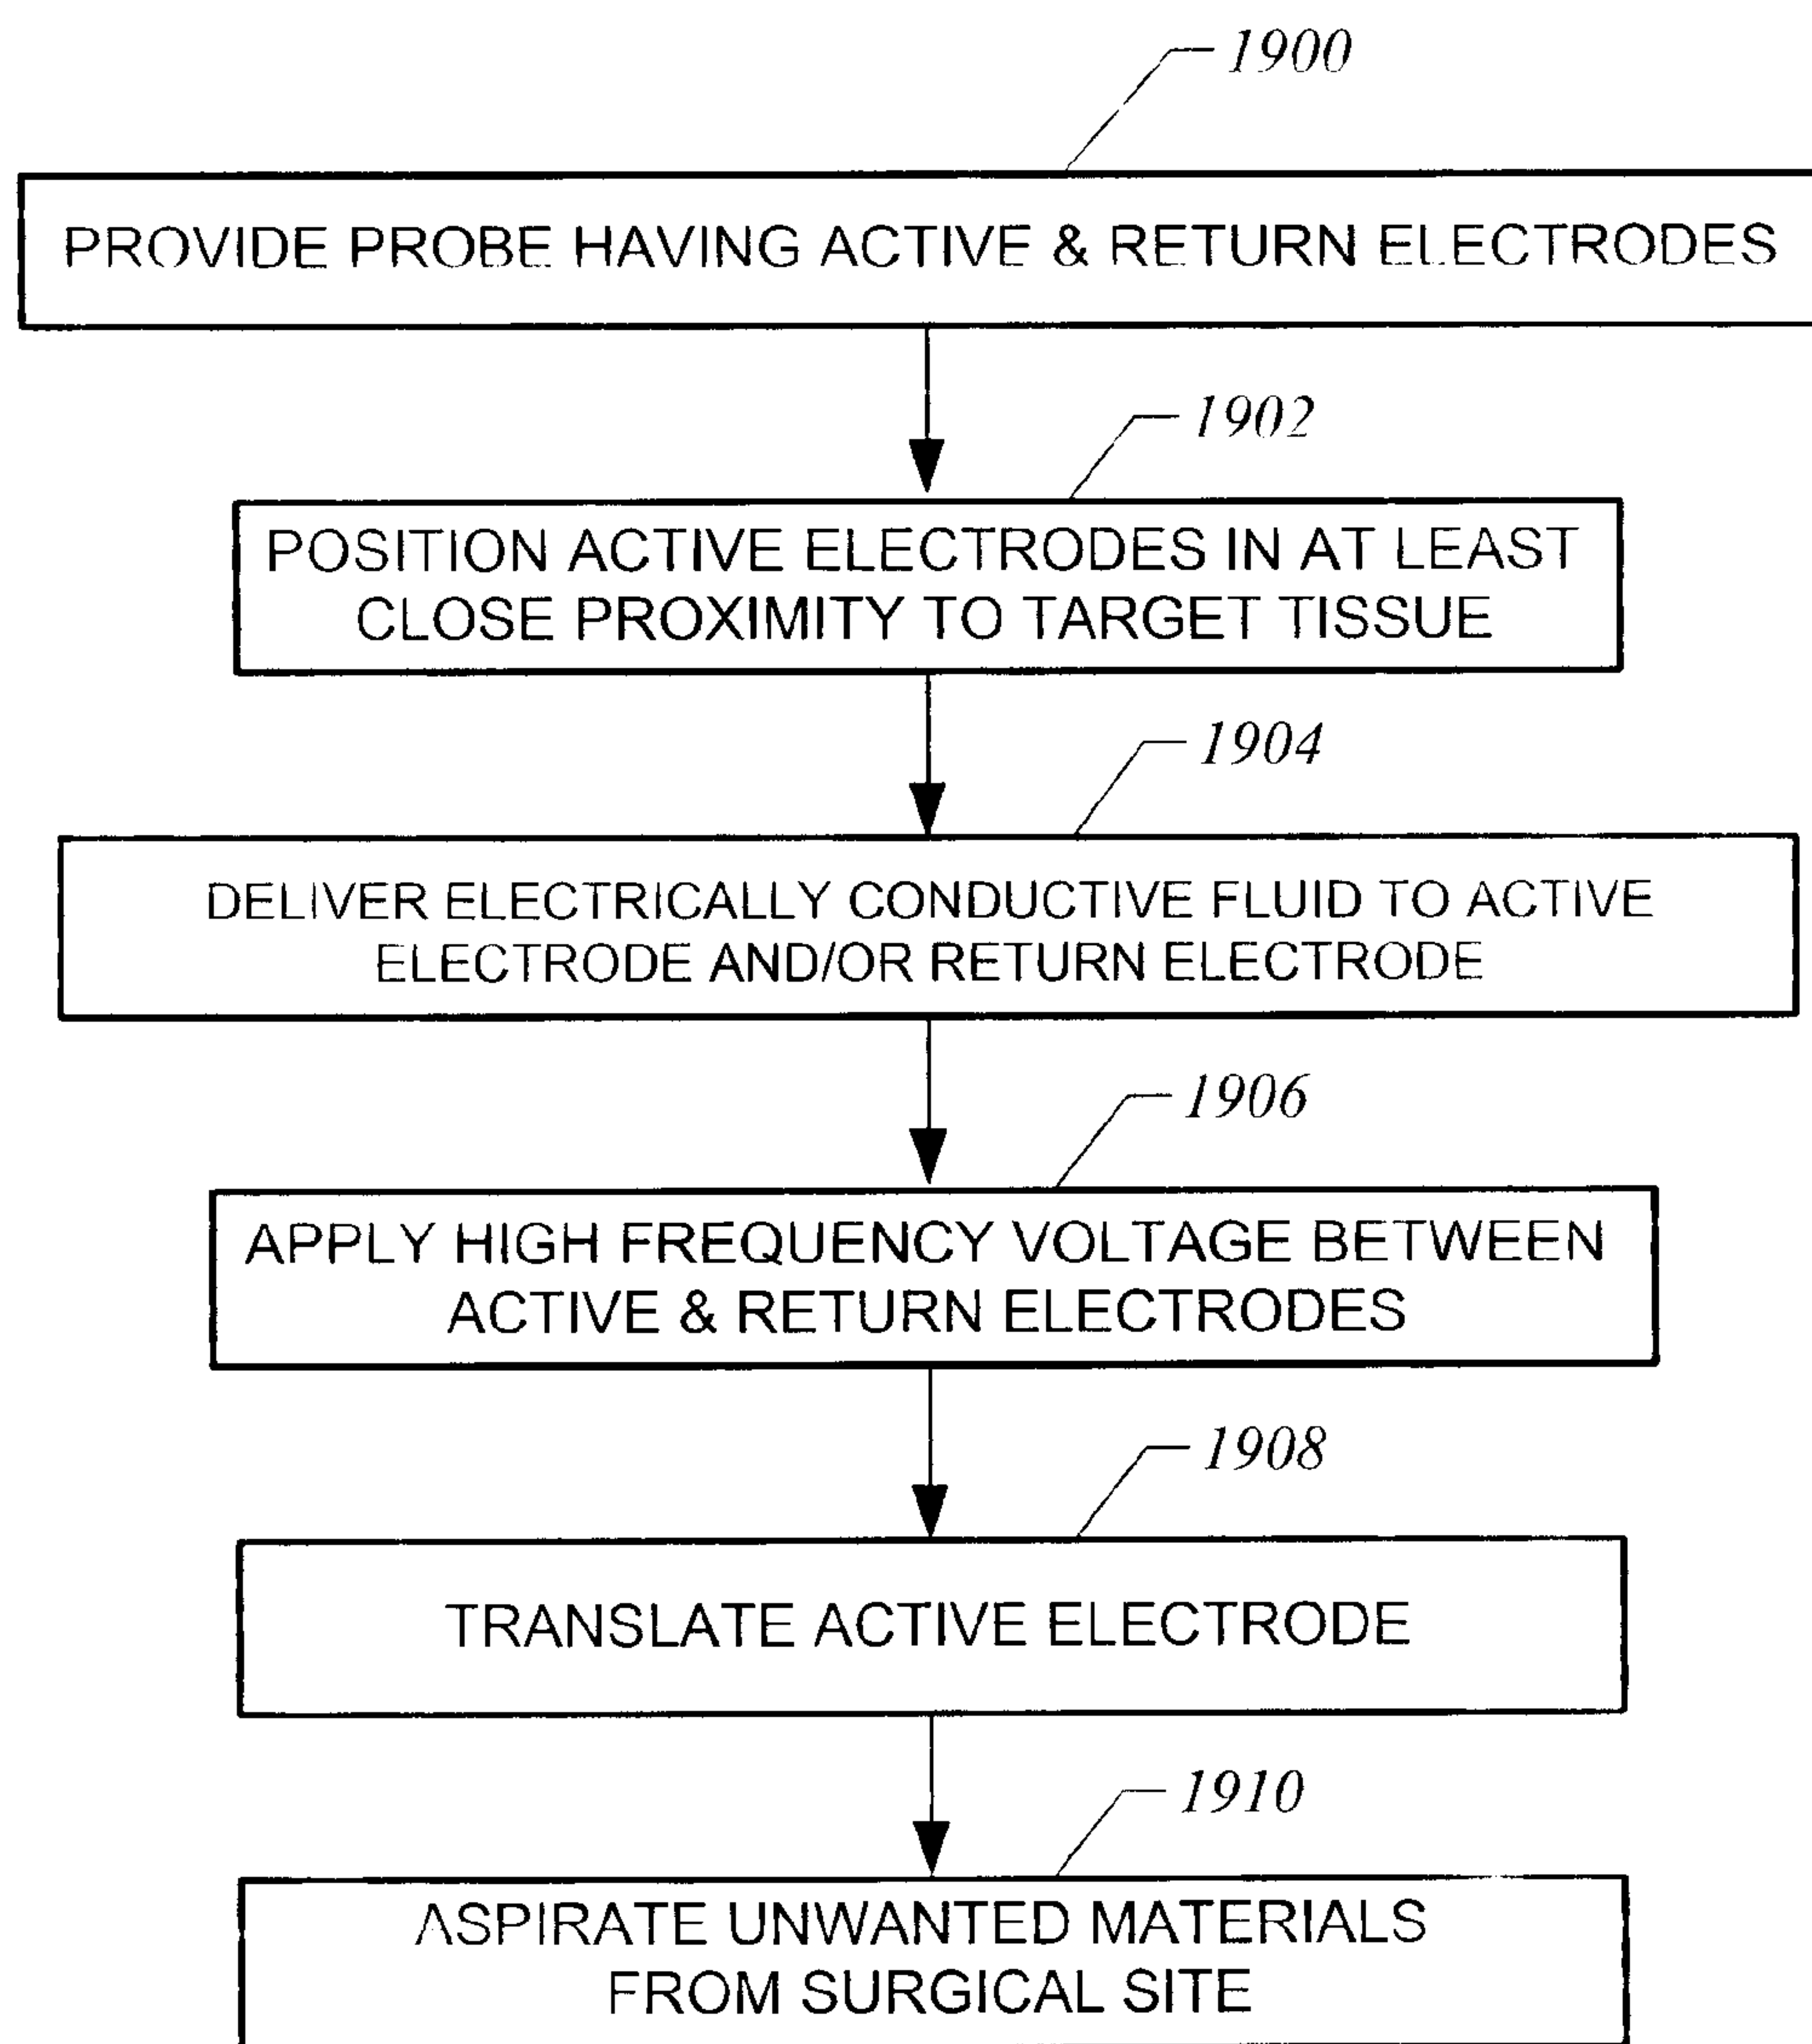 1900
PROVIDE PROBE HAVING ACTIVE & RETURN ELECTRODES
1902
POSITION ACTIVE ELECTRODES IN AT LEAST
CLOSE PROXIMITY TO TARGET TISSUE
1904
DELIVER ELECTRICALLY CONDUCTIVE FLUID TO ACTIVE
ELECTRODE AND/OR RETURN ELECTRODE
1906
APPLY HIGH FREQUENCY VOLTAGE BETWEEN
ACTIVE & RETURN ELECTRODES
1908
TRANSLATE ACTIVE ELECTRODE
1910
ASPIRATE UNWANTED MATERIALS
FROM SURGICAL SITE